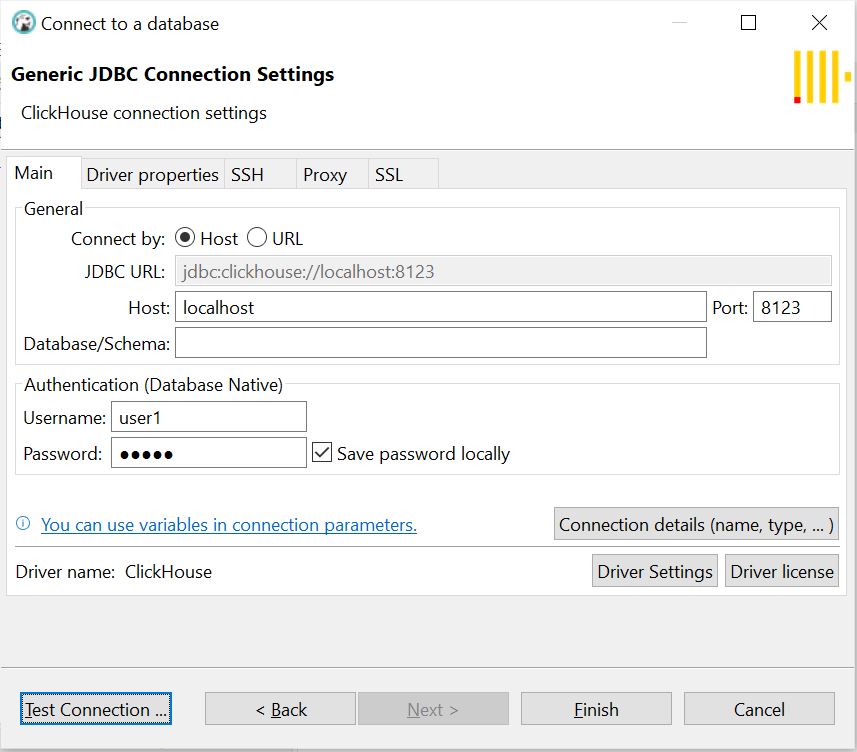 Connect to a database
Generic JDBC Connection Settings
ClickHouse connection settings
Main Driver properties SSH Proxy SSL
General
Connect by: Host URL
JDBC URL: jdbc:clickhouse://localhost:8123
Host: localhost Port: 8123
Database/Schema:
Authentication (Database Native)
Username: user1
Password: ●●●●● Save password locally
You can use variables in connection parameters. Connection details (name, type, ... )
Driver name: ClickHouse Driver Settings Driver license
Test Connection ... < Back Next > Finish Cancel